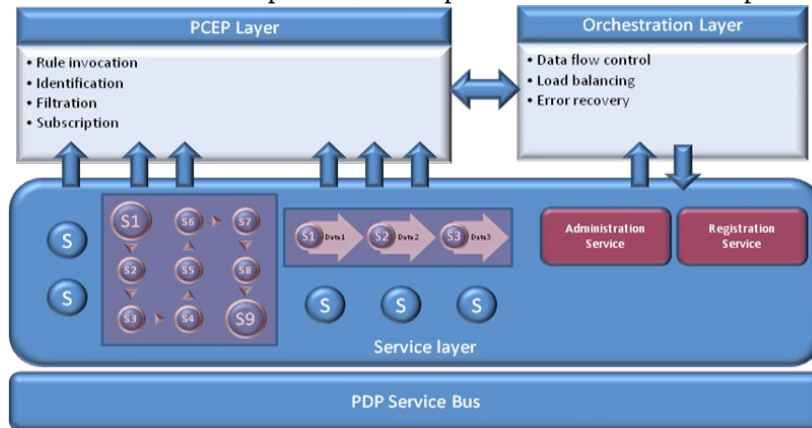 PCEP Layer
• Rule invocation
• Identification
• Filtration
• Subscription
Orchestration Layer
• Data flow control
• Load balancing
• Error recovery
S
S
S1
S6
S7
S2
S5
S8
S3
S4
S9
S1
Data1
S2
Data2
S3
Data3
S
S
S
Administration
Service
Registration
Service
Service layer
PDP Service Bus